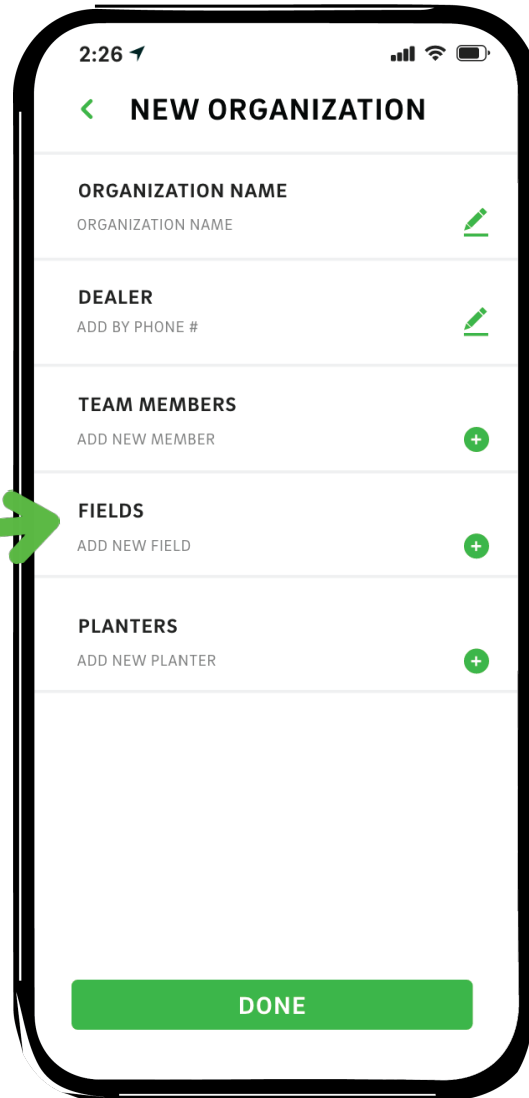 2:26
NEW ORGANIZATION
ORGANIZATION NAME
ORGANIZATION NAME
DEALER
ADD BY PHONE #
TEAM MEMBERS
ADD NEW MEMBER
FIELDS
ADD NEW FIELD
PLANTERS
ADD NEW PLANTER
DONE